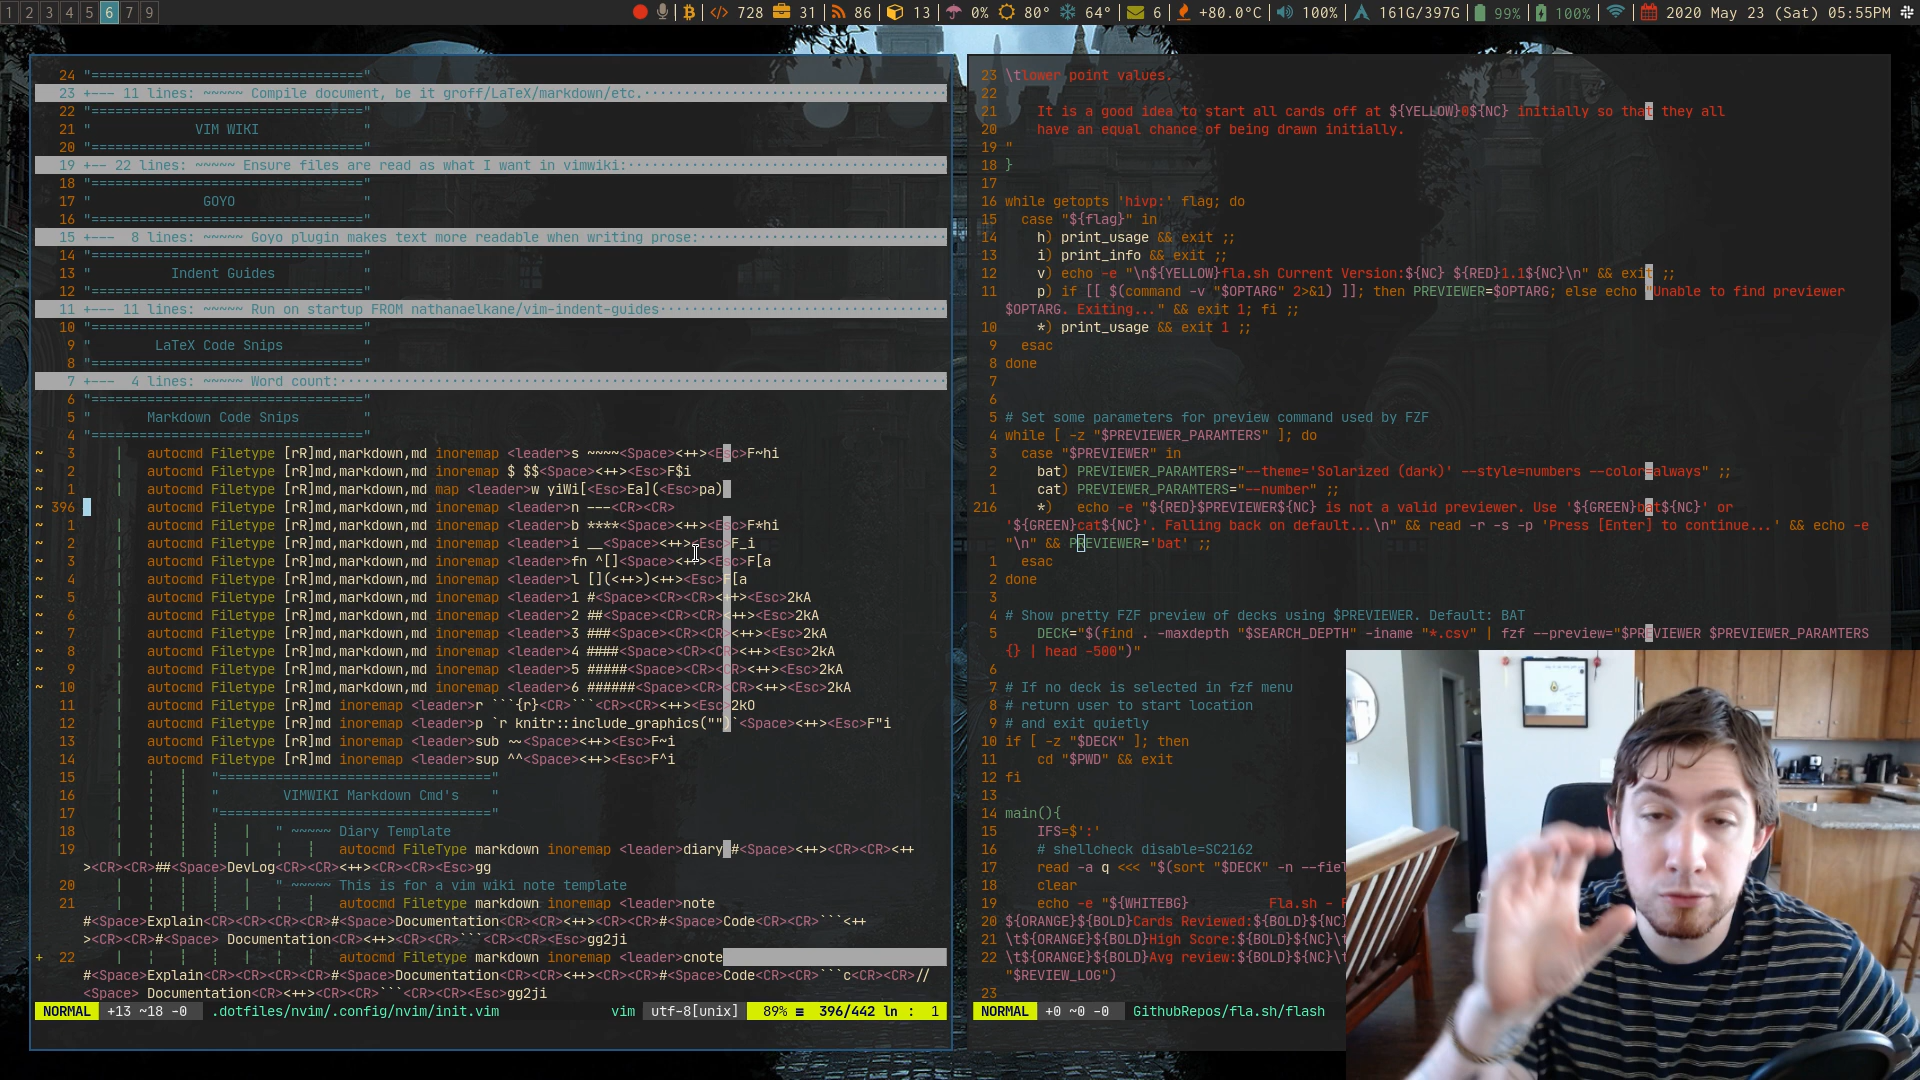 1 2 3 4 5 6 7 9
728 31 86 13 0% 80° 64° 6 +80.0°C 100% 161G/397G 99% 100% 2020 May 23 (Sat) 05:55PM
24 "=================================="
23 +--- 11 lines: ~~~~~ Compile document, be it groff/LaTeX/markdown/etc.
22 "=================================="
21 " VIM WIKI "
20 "=================================="
19 +-- 22 lines: ~~~~~ Ensure files are read as what I want in vimwiki:
18 "=================================="
17 " GOYO "
16 "=================================="
15 +--- 8 lines: ~~~~~ Goyo plugin makes text more readable when writing prose:
14 "=================================="
13 " Indent Guides "
12 "=================================="
11 +--- 11 lines: ~~~~~ Run on startup FROM nathanaelkane/vim-indent-guides
10 "=================================="
9 " LaTeX Code Snips "
8 "=================================="
7 +--- 4 lines: ~~~~~ Word count:
6 "=================================="
5 " Markdown Code Snips "
4 "=================================="
~ 3 | autocmd Filetype [rR]md,markdown,md inoremap <leader>s ~~~~<Space><++><Esc>F~hi
~ 2 | autocmd Filetype [rR]md,markdown,md inoremap $ $$<Space><++><Esc>F$i
~ 1 | autocmd Filetype [rR]md,markdown,md map <leader>w yiWi[<Esc>Ea](<Esc>pa)
~ 396 autocmd Filetype [rR]md,markdown,md inoremap <leader>n ---<CR><CR>
~ 1 | autocmd Filetype [rR]md,markdown,md inoremap <leader>b ****<Space><++><Esc>F*hi
~ 2 | autocmd Filetype [rR]md,markdown,md inoremap <leader>i __<Space><++><Esc>F_i
~ 3 | autocmd Filetype [rR]md,markdown,md inoremap <leader>fn ^[]<Space><++><Esc>F[a
~ 4 | autocmd Filetype [rR]md,markdown,md inoremap <leader>l [](<++>)<++><Esc>F[a
~ 5 | autocmd Filetype [rR]md,markdown,md inoremap <leader>1 #<Space><CR><CR><++><Esc>2kA
~ 6 | autocmd Filetype [rR]md,markdown,md inoremap <leader>2 ##<Space><CR><CR><++><Esc>2kA
~ 7 | autocmd Filetype [rR]md,markdown,md inoremap <leader>3 ###<Space><CR><CR><++><Esc>2kA
~ 8 | autocmd Filetype [rR]md,markdown,md inoremap <leader>4 ####<Space><CR><CR><++><Esc>2kA
~ 9 | autocmd Filetype [rR]md,markdown,md inoremap <leader>5 #####<Space><CR><CR><++><Esc>2kA
~ 10 | autocmd Filetype [rR]md,markdown,md inoremap <leader>6 ######<Space><CR><CR><++><Esc>2kA
11 | autocmd Filetype [rR]md inoremap <leader>r ```{r}<CR>```<CR><CR><++><Esc>2kO
12 | autocmd Filetype [rR]md inoremap <leader>p `r knitr::include_graphics("")`<Space><++><Esc>F"i
13 | autocmd Filetype [rR]md inoremap <leader>sub ~~<Space><++><Esc>F~i
14 | autocmd Filetype [rR]md inoremap <leader>sup ^^<Space><++><Esc>F^i
15 | ¦ | "=================================="
16 | ¦ | " VIMWIKI Markdown Cmd's "
17 | ¦ | "=================================="
18 | ¦ | ¦ | " ~~~~~ Diary Template
19 | ¦ | ¦ | ¦ autocmd FileType markdown inoremap <leader>diary #<Space><++><CR><CR><++
><CR><CR>##<Space>DevLog<CR><CR><++><CR><CR><Esc>gg
20 | ¦ | ¦ | " ~~~~~ This is for a vim wiki note template
21 | ¦ | ¦ | ¦ autocmd Filetype markdown inoremap <leader>note
#<Space>Explain<CR><CR><++><CR><CR>#<Space>Documentation<CR><CR><++><CR><CR>#<Space>Code<CR><CR>```<++
><CR><CR>#<Space> Documentation<CR><++><CR><CR>```<CR><CR><Esc>gg2ji
+ 22 | ¦ | ¦ | ¦ autocmd Filetype markdown inoremap <leader>cnote
#<Space>Explain<CR><CR><++><CR><CR>#<Space>Documentation<CR><CR><++><CR><CR>#<Space>Code<CR><CR>```c<CR><CR>//
<Space> Documentation<CR><++><CR><CR>```<CR><CR><Esc>gg2ji
NORMAL +13 ~18 -0 .dotfiles/nvim/.config/nvim/init.vim vim utf-8[unix] 89% ≡ 396/442 ln : 1
23 \tlower point values.
22
21 It is a good idea to start all cards off at ${YELLOW}0${NC} initially so that they all
20 have an equal chance of being drawn initially.
19 "
18 }
17
16 while getopts 'hivp:' flag; do
15 case "${flag}" in
14 h) print_usage && exit ;;
13 i) print_info && exit ;;
12 v) echo -e "\n${YELLOW}fla.sh Current Version:${NC} ${RED}1.1${NC}\n" && exit ;;
11 p) if [[ $(command -v "$OPTARG" 2>&1) ]]; then PREVIEWER=$OPTARG; else echo "Unable to find previewer
$OPTARG. Exiting..." && exit 1; fi ;;
10 *) print_usage && exit 1 ;;
9 esac
8 done
7
6
5 # Set some parameters for preview command used by FZF
4 while [ -z "$PREVIEWER_PARAMTERS" ]; do
3 case "$PREVIEWER" in
2 bat) PREVIEWER_PARAMTERS="--theme='Solarized (dark)' --style=numbers --color=always" ;;
1 cat) PREVIEWER_PARAMTERS="--number" ;;
216 *) echo -e "${RED}$PREVIEWER${NC} is not a valid previewer. Use '${GREEN}bat${NC}' or
'${GREEN}cat${NC}'. Falling back on default...\n" && read -r -s -p 'Press [Enter] to continue...' && echo -e
"\n" && PREVIEWER='bat' ;;
1 esac
2 done
3
4 # Show pretty FZF preview of decks using $PREVIEWER. Default: BAT
5 DECK="$(find . -maxdepth "$SEARCH_DEPTH" -iname "*.csv" | fzf --preview="$PREVIEWER $PREVIEWER_PARAMTERS
{} | head -500")"
6
7 # If no deck is selected in fzf menu
8 # return user to start location
9 # and exit quietly
10 if [ -z "$DECK" ]; then
11 cd "$PWD" && exit
12 fi
13
14 main(){
15 IFS=$':'
16 # shellcheck disable=SC2162
17 read -a q <<< "$(sort "$DECK" -n --fiel
18 clear
19 echo -e "${WHITEBG} Fla.sh - F
20 ${ORANGE}${BOLD}Cards Reviewed:${BOLD}${NC}
21 \t${ORANGE}${BOLD}High Score:${BOLD}${NC}\t
22 \t${ORANGE}${BOLD}Avg review:${BOLD}${NC}\t
"$REVIEW_LOG")
23
NORMAL +0 ~0 -0 GithubRepos/fla.sh/flash